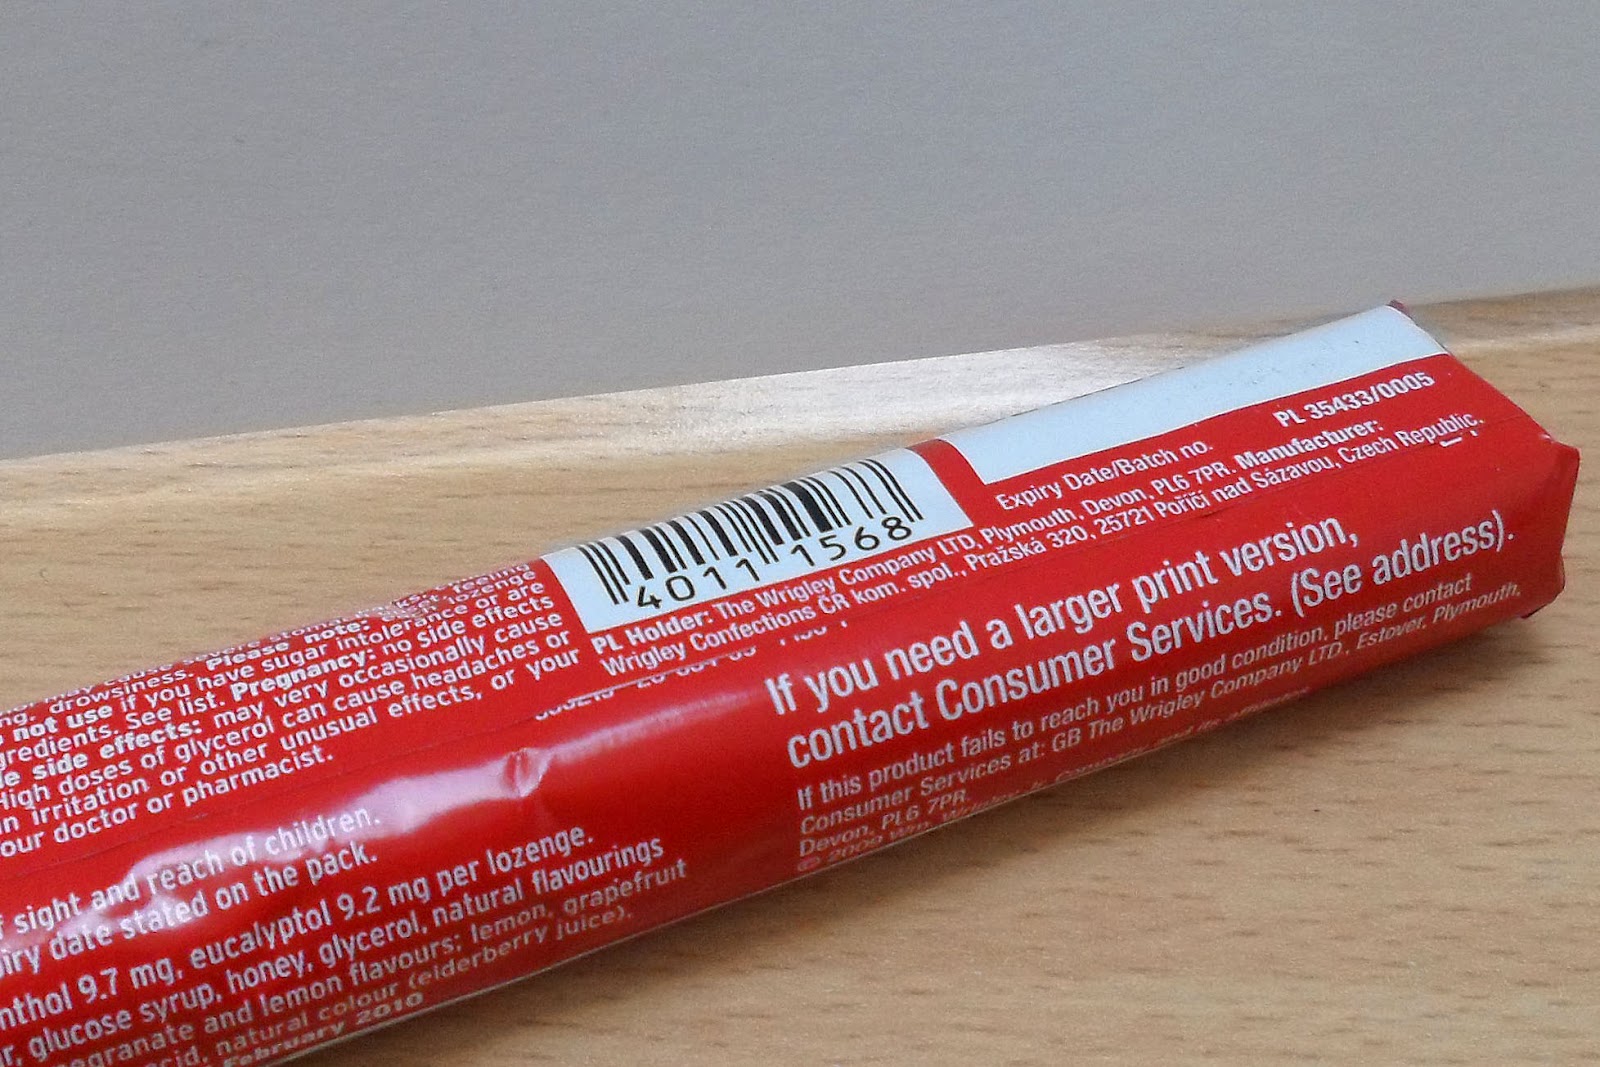 Please note:
lozenge
drowsiness.
not use if you have sugar intolerance or are
See list. Pregnancy: no side effects
side effects: may very occasionally cause
High doses of glycerol can cause headaches or
irritation or other unusual effects, or your
doctor or pharmacist.
sight and reach of children.
date stated on the pack.
9.7 mg, eucalyptol 9.2 mg per lozenge.
glucose syrup, honey, glycerol, natural flavourings
and lemon flavours: lemon, grapefruit
natural colour (elderberry juice).
February 2010
4011 1568
PL 35433/0005
Expiry Date/Batch no.
PL Holder: The Wrigley Company LTD, Plymouth, Devon, PL6 7PR. Manufacturer:
Wrigley Confections ČR kom. spol., Pražská 320, 25721 Poříčí nad Sázavou, Czech Republic.
If you need a larger print version,
contact Consumer Services. (See address).
If this product fails to reach you in good condition, please contact
Consumer Services at: GB The Wrigley Company LTD., Estover, Plymouth,
Devon, PL6 7PR.
© 2009 Wm. Wrigley Jr. Company